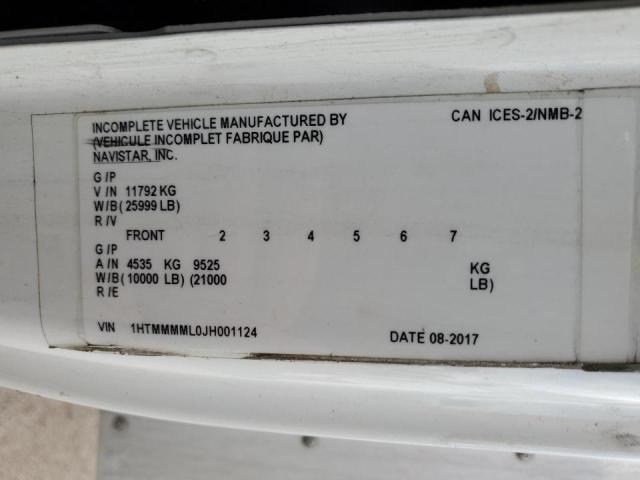 INCOMPLETE VEHICLE MANUFACTURED BY CAN ICES-2/NMB-2
(VEHICULE INCOMPLET FABRIQUE PAR)
NAVISTAR, INC.
G/P
V/N 11792 KG
W/B (25999 LB)
R/V
FRONT 2 3 4 5 6 7
G/P
A/N 4535 KG 9525 KG
W/B (10000 LB) (21000 LB)
R/E
VIN 1HTMMMML0JH001124 DATE 08-2017